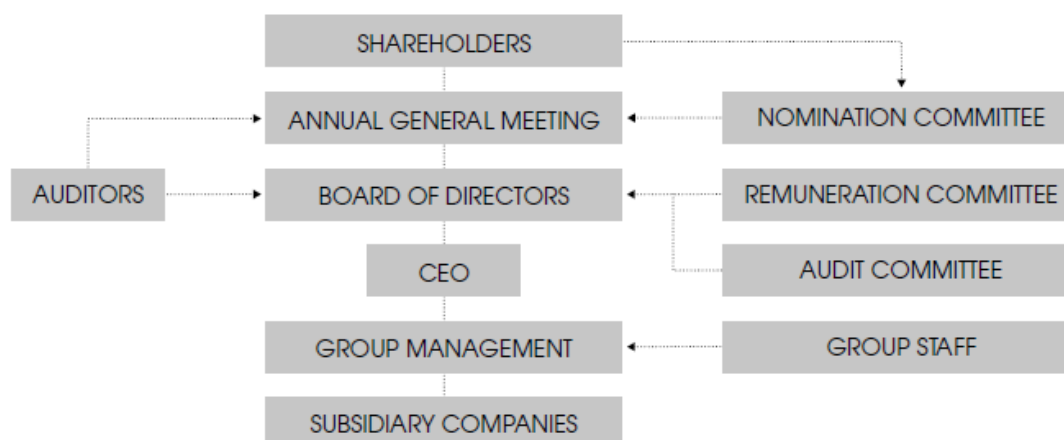 SHAREHOLDERS
ANNUAL GENERAL MEETING
NOMINATION COMMITTEE
AUDITORS
BOARD OF DIRECTORS
REMUNERATION COMMITTEE
CEO
AUDIT COMMITTEE
GROUP MANAGEMENT
GROUP STAFF
SUBSIDIARY COMPANIES